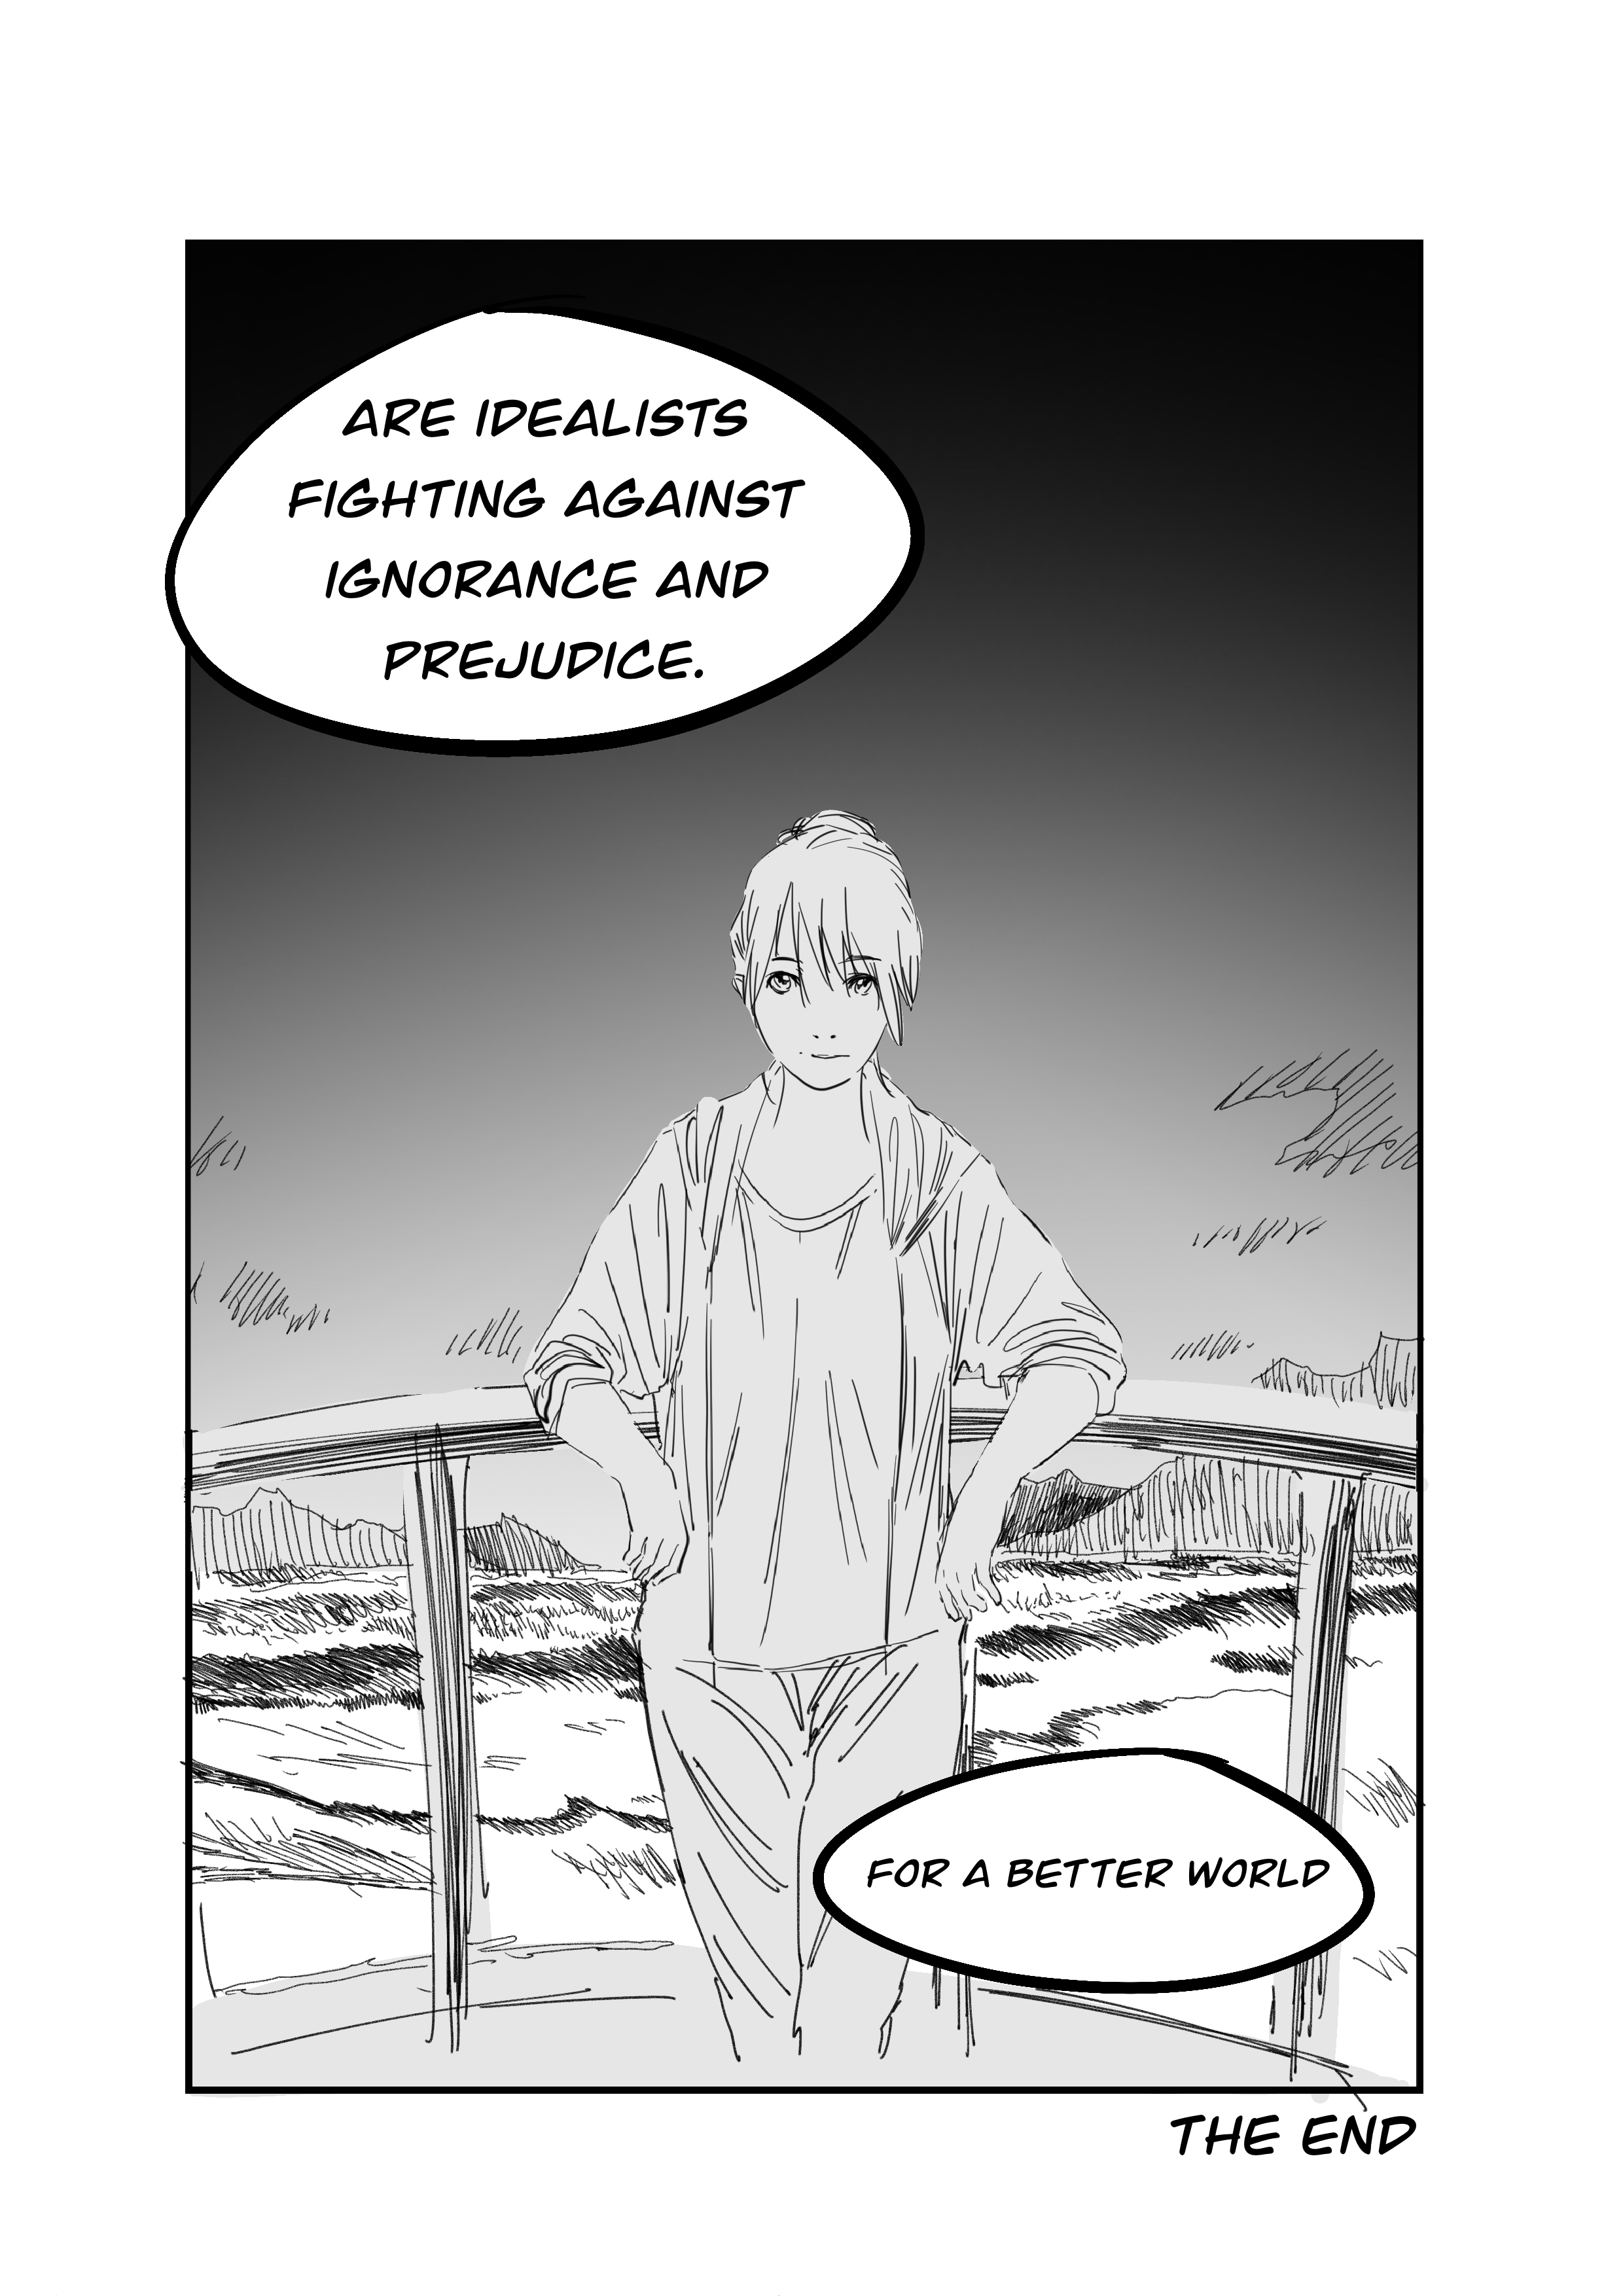 ARE IDEALISTS
FIGHTING AGAINST
IGNORANCE AND
PREJUDICE.
FOR A BETTER WORLD
THE END